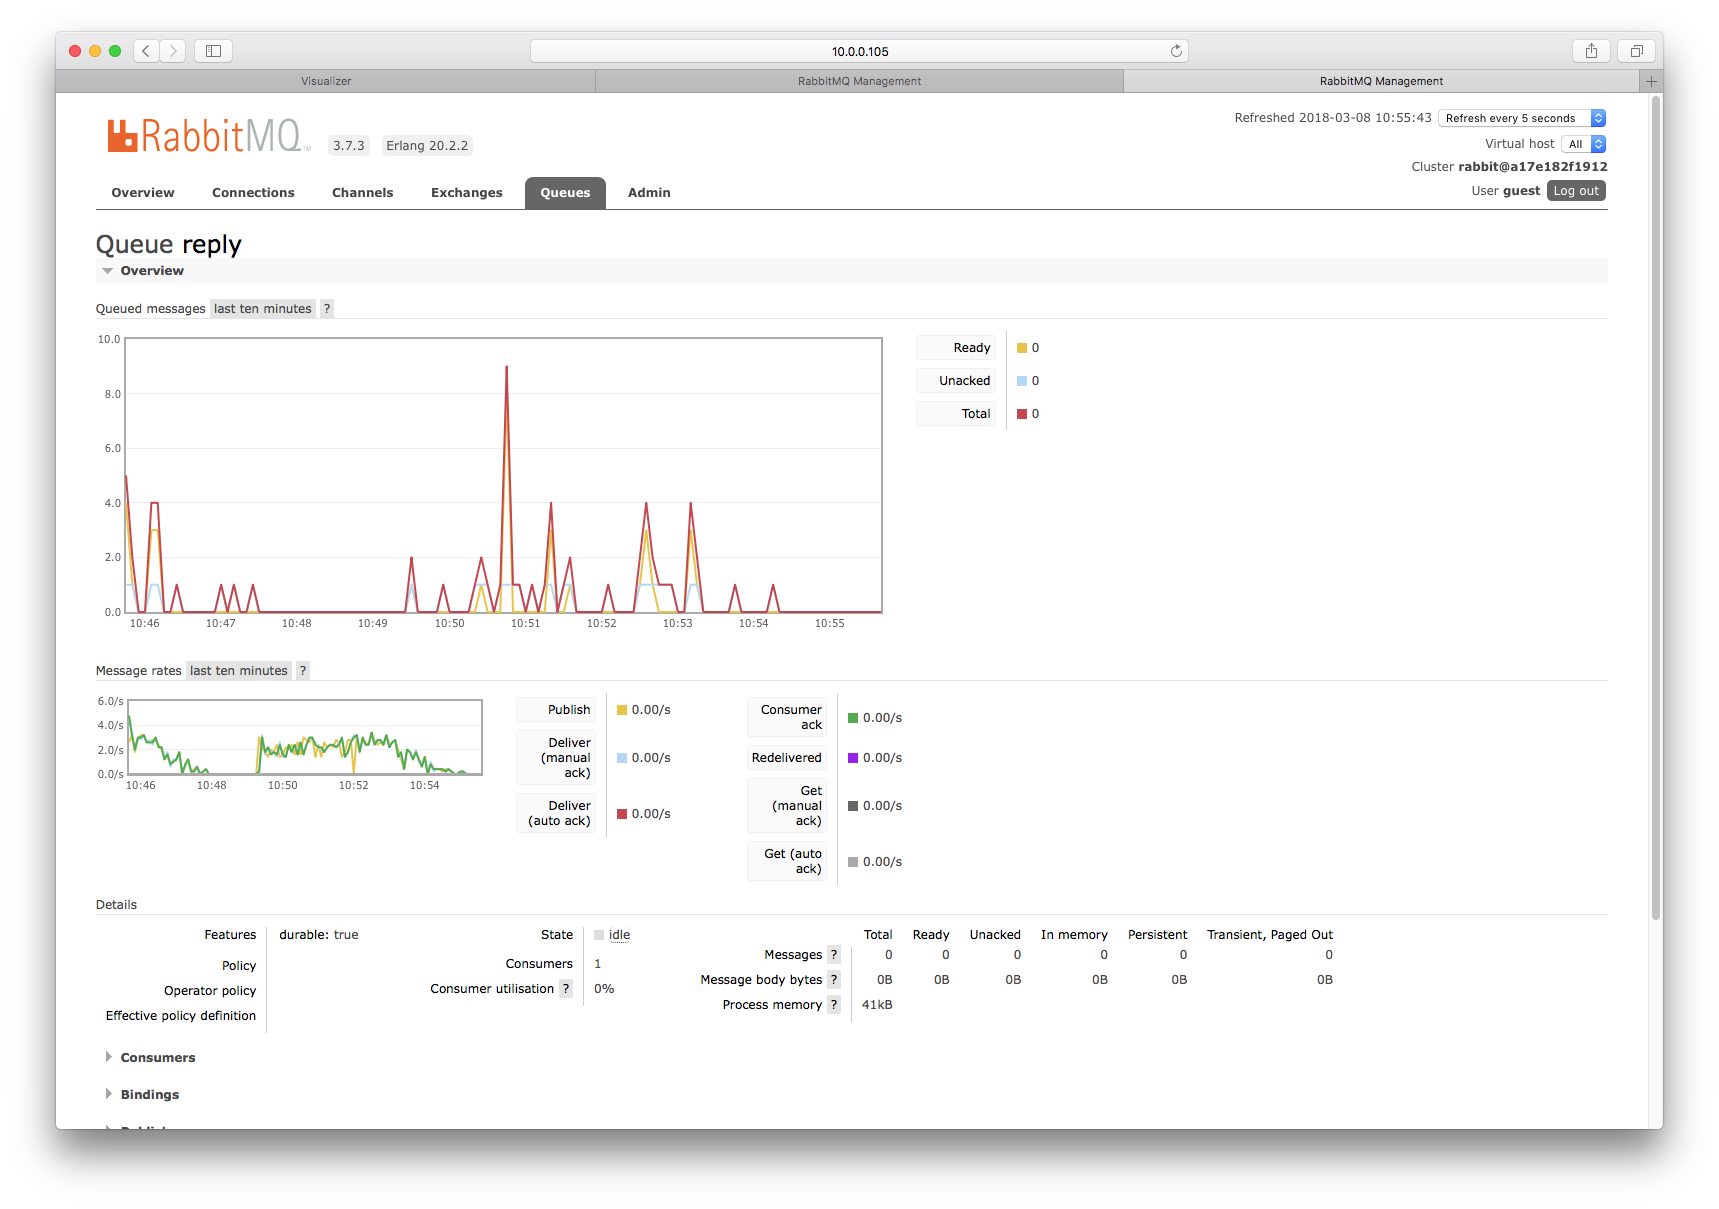 10.0.0.105
Visualizer
RabbitMQ Management
RabbitMQ Management
RabbitMQ™ 3.7.3 Erlang 20.2.2
Refreshed 2018-03-08 10:55:43 Refresh every 5 seconds
Virtual host All
Cluster rabbit@a17e182f1912
User guest Log out
Overview Connections Channels Exchanges Queues Admin
Queue reply
Overview
Queued messages last ten minutes ?
10.0
8.0
6.0
4.0
2.0
0.0
10:46 10:47 10:48 10:49 10:50 10:51 10:52 10:53 10:54 10:55
Ready 0
Unacked 0
Total 0
Message rates last ten minutes ?
6.0/s
4.0/s
2.0/s
0.0/s
10:46 10:48 10:50 10:52 10:54
Publish 0.00/s
Deliver
(manual
ack)
0.00/s
Deliver
(auto ack)
0.00/s
Consumer
ack
0.00/s
Redelivered 0.00/s
Get
(manual
ack)
0.00/s
Get (auto
ack)
0.00/s
Details
Features durable: true
Policy
Operator policy
Effective policy definition
State idle
Consumers 1
Consumer utilisation ? 0%
Total Ready Unacked In memory Persistent Transient, Paged Out
Messages ? 0 0 0 0 0 0
Message body bytes ? 0B 0B 0B 0B 0B 0B
Process memory ? 41kB
Consumers
Bindings